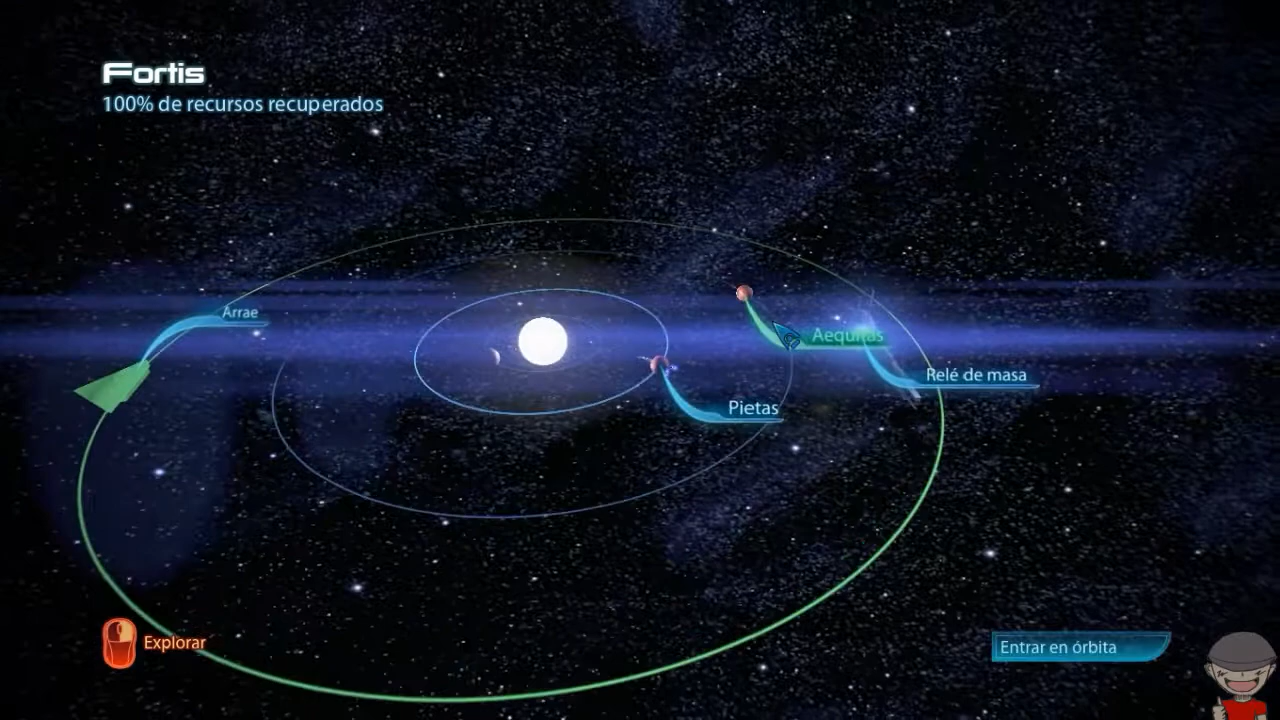 Fortis
100% de recursos recuperados
Arrae
Aequitas
Relé de masa
Pietas
Explorar
Entrar en órbita